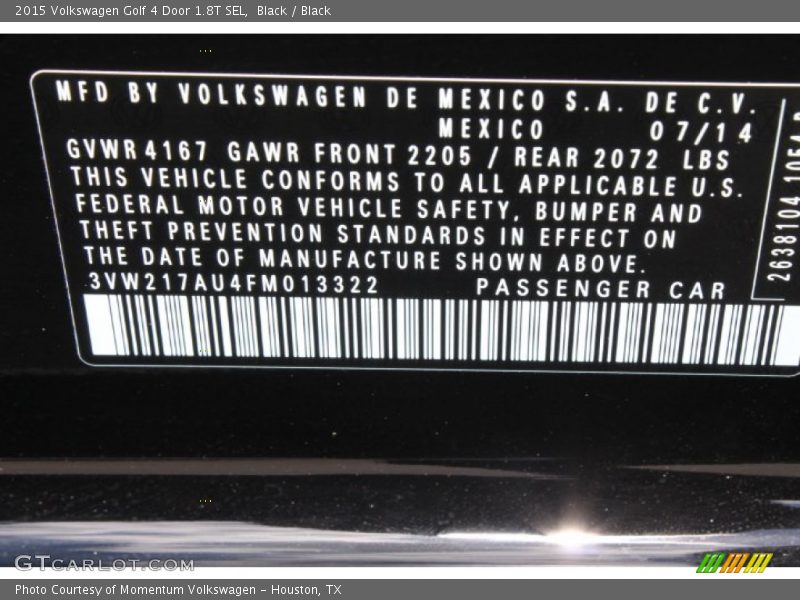 2015 Volkswagen Golf 4 Door 1.8T SEL,  Black / Black
MFD BY VOLKSWAGEN DE MEXICO S.A. DE C.V.
MEXICO 07/14
GVWR 4167 GAWR FRONT 2205 / REAR 2072 LBS
THIS VEHICLE CONFORMS TO ALL APPLICABLE U.S.
FEDERAL MOTOR VEHICLE SAFETY, BUMPER AND
THEFT PREVENTION STANDARDS IN EFFECT ON
THE DATE OF MANUFACTURE SHOWN ABOVE.
3VW217AU4FM013322 PASSENGER CAR
2638104
GTCARLOT.COM
Photo Courtesy of Momentum Volkswagen - Houston, TX